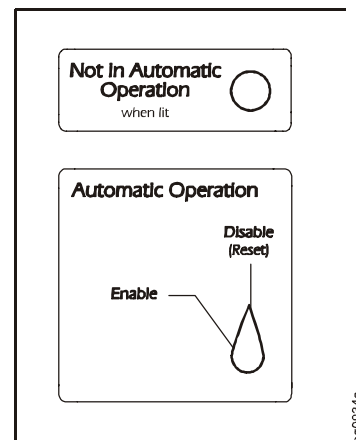 Not In Automatic
Operation
when lit
Automatic Operation
Disable
(Reset)
Enable